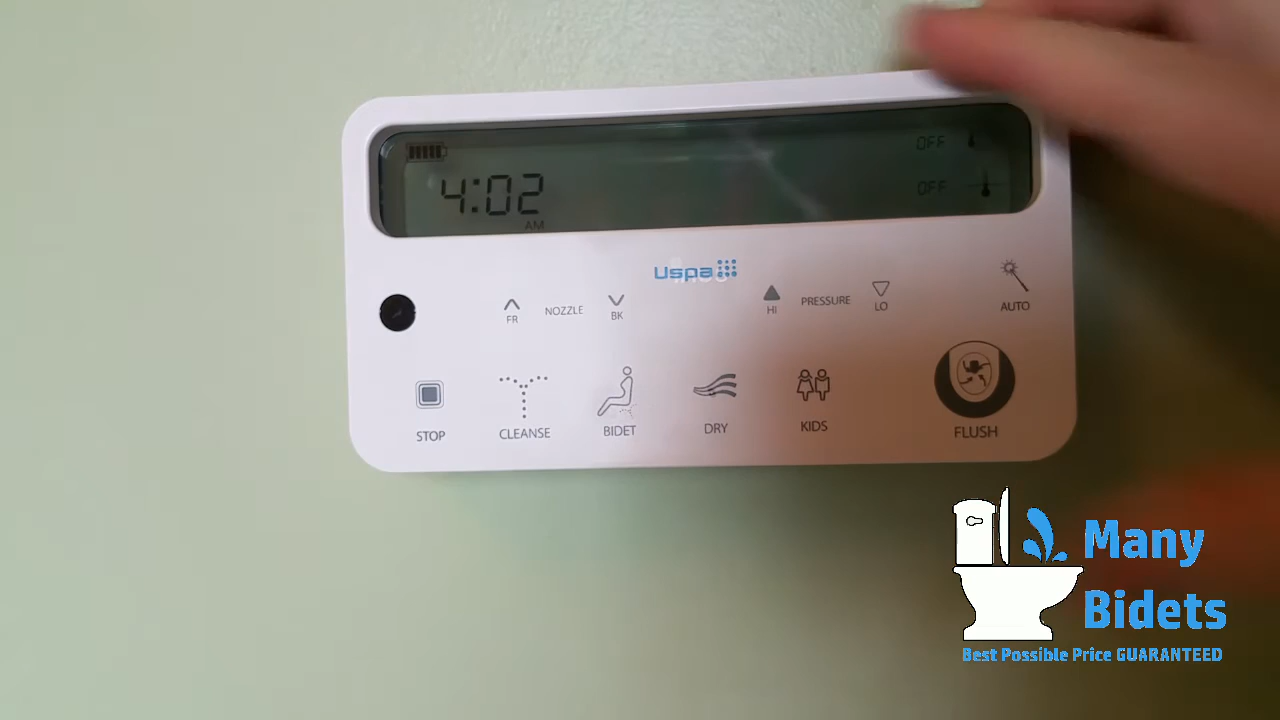 OFF
4:02
OFF
AM
Uspa
FR
NOZZLE
BK
HI
PRESSURE
LO
AUTO
STOP
CLEANSE
BIDET
DRY
KIDS
FLUSH
Many
Bidets
Best Possible Price GUARANTEED